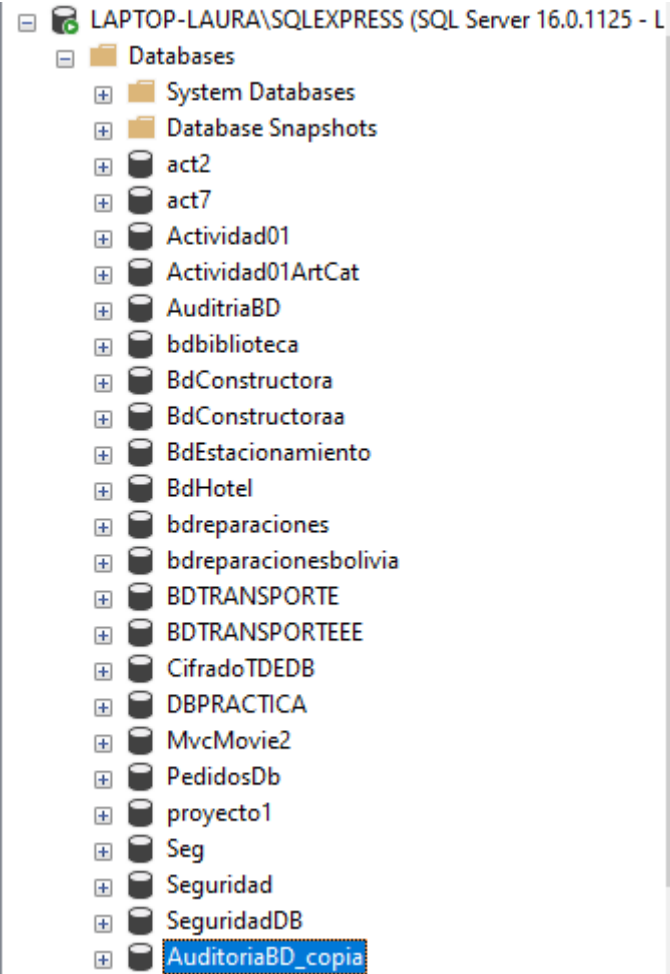 LAPTOP-LAURA\SQLEXPRESS (SQL Server 16.0.1125 - L
Databases
System Databases
Database Snapshots
act2
act7
Actividad01
Actividad01ArtCat
AuditriaBD
bdbiblioteca
BdConstructora
BdConstructoraa
BdEstacionamiento
BdHotel
bdreparaciones
bdreparacionesbolivia
BDTRANSPORTE
BDTRANSPORTEEE
CifradoTDEDB
DBPRACTICA
MvcMovie2
PedidosDb
proyecto1
Seg
Seguridad
SeguridadDB
AuditoriaBD_copia